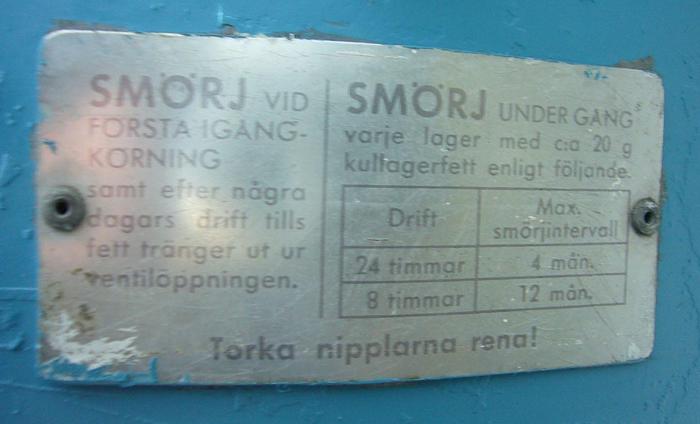 SMÖRJ VID
FÖRSTA IGÅNG-
KÖRNING
samt efter några
dagars drift tills
fett tränger ut ur
ventilöppningen.
SMÖRJ UNDER GÅNG
varje lager med c:a 20 g
kullagerfett enligt följande.
Drift
Max.
smörjintervall
24 timmar
4 mån.
8 timmar
12 mån.
Torka nipplarna rena!